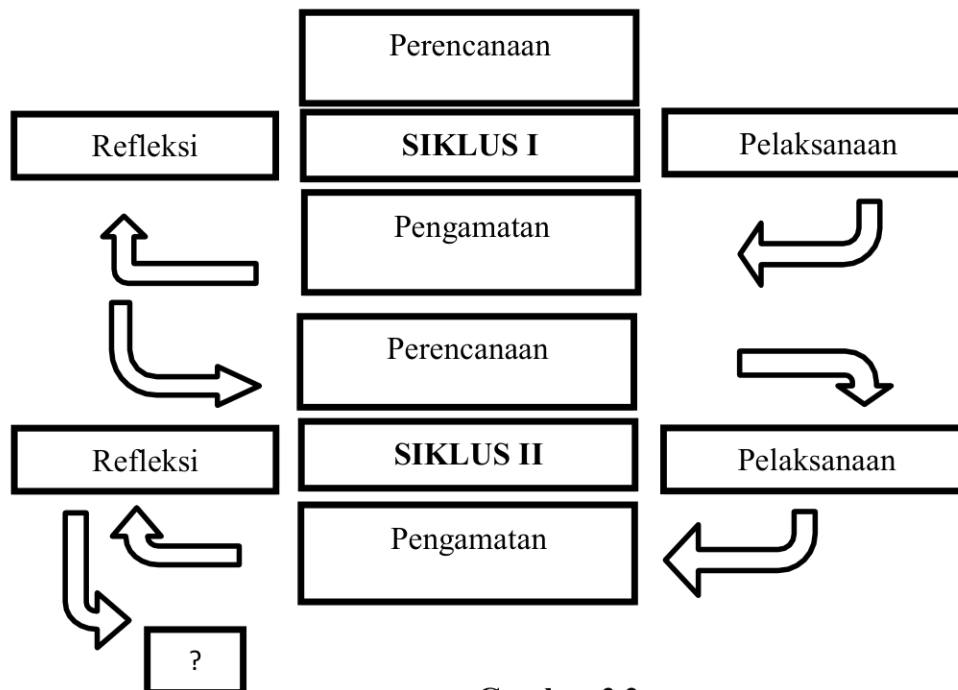 Perencanaan
Refleksi
SIKLUS I
Pelaksanaan
Pengamatan
Perencanaan
Refleksi
SIKLUS II
Pelaksanaan
Pengamatan
?